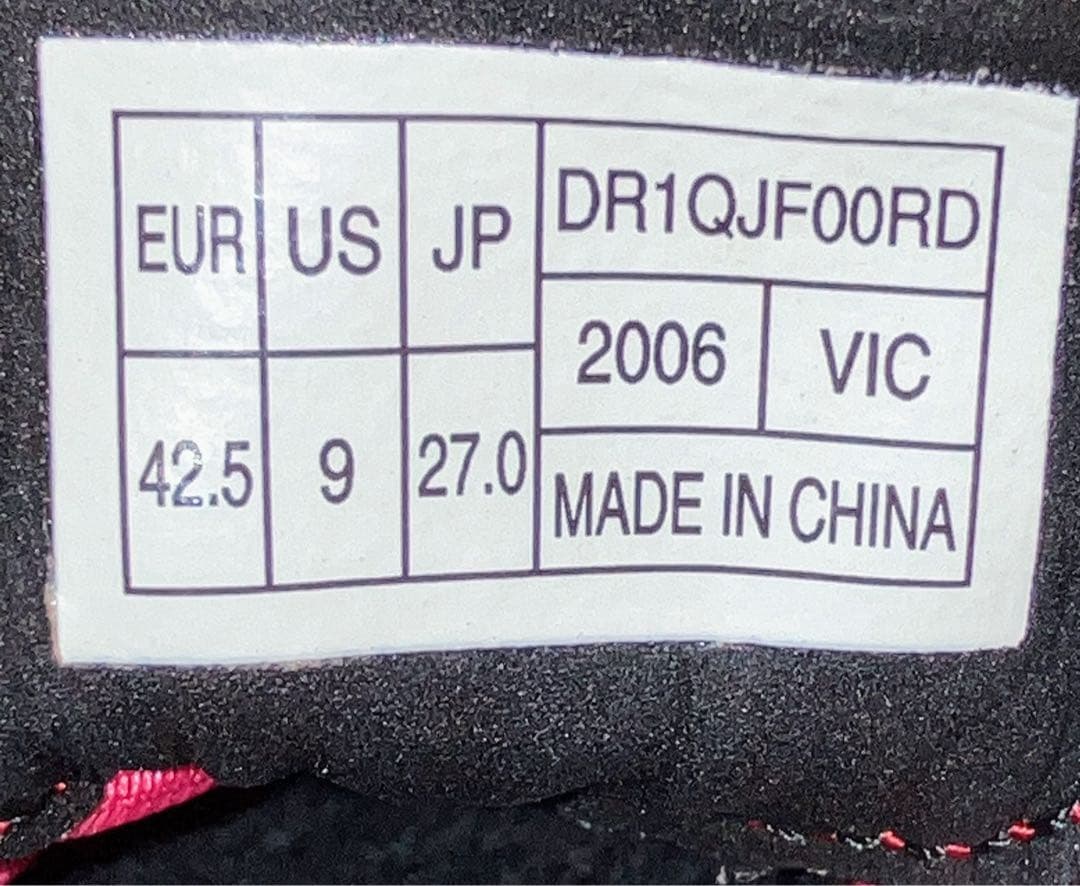 EUR US JP DR1QJF00RD
2006 VIC
42.5 9 27.0 MADE IN CHINA